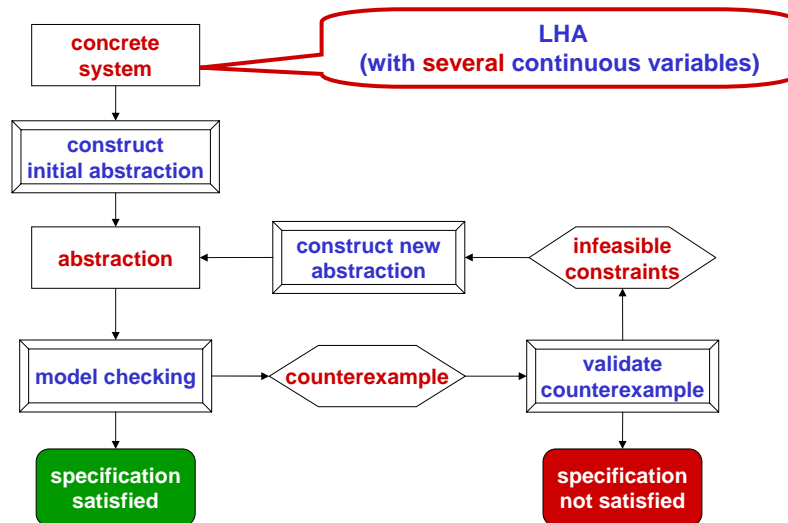 concrete
system
LHA
(with several continuous variables)
construct
initial abstraction
abstraction
construct new
abstraction
infeasible
constraints
model checking
counterexample
validate
counterexample
specification
satisfied
specification
not satisfied